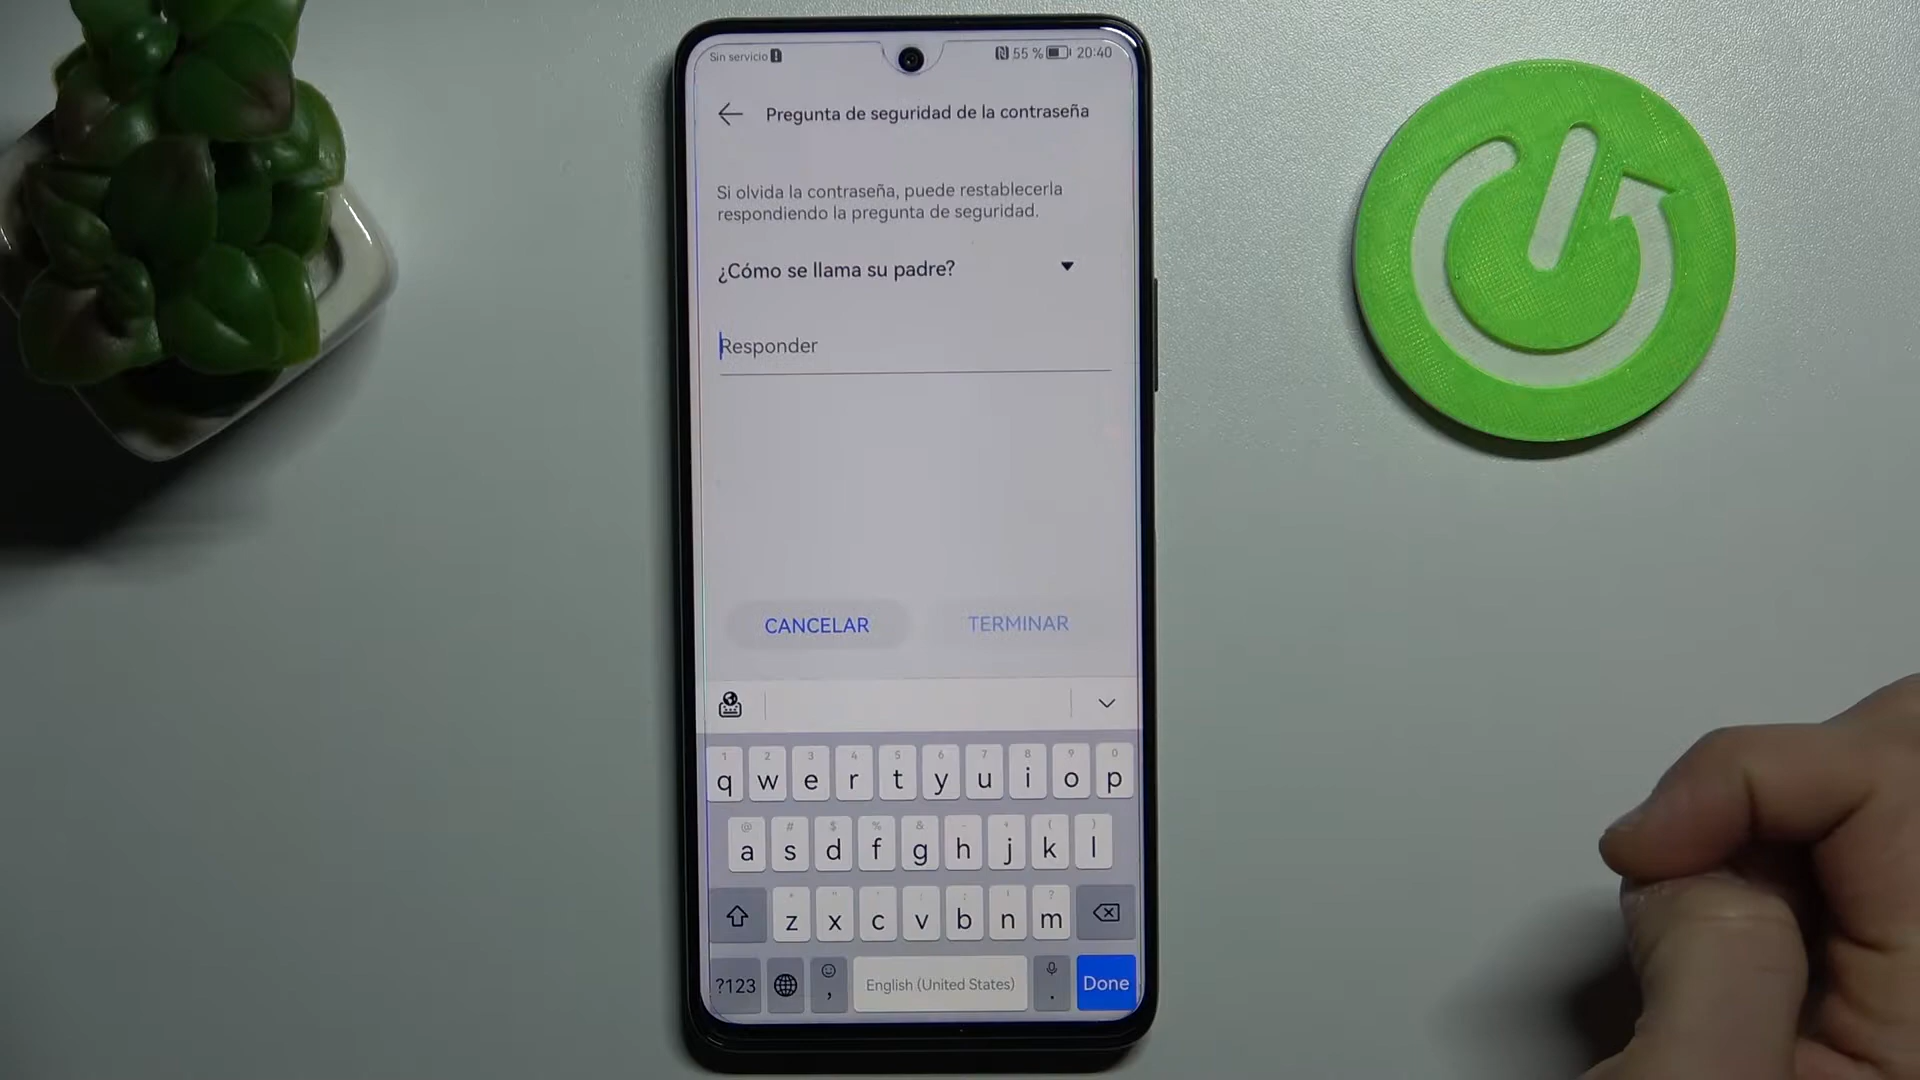 Sin servicio
55 % 20:40
Pregunta de seguridad de la contraseña
Si olvida la contraseña, puede restablecerla
respondiendo la pregunta de seguridad.
¿Cómo se llama su padre?
Responder
CANCELAR TERMINAR
1 2 3 4 5 6 7 8 9 0
q w e r t y u i o p
@ # $ % & - + ( )
a s d f g h j k l
z x c v b n m
?123 , English (United States) . Done